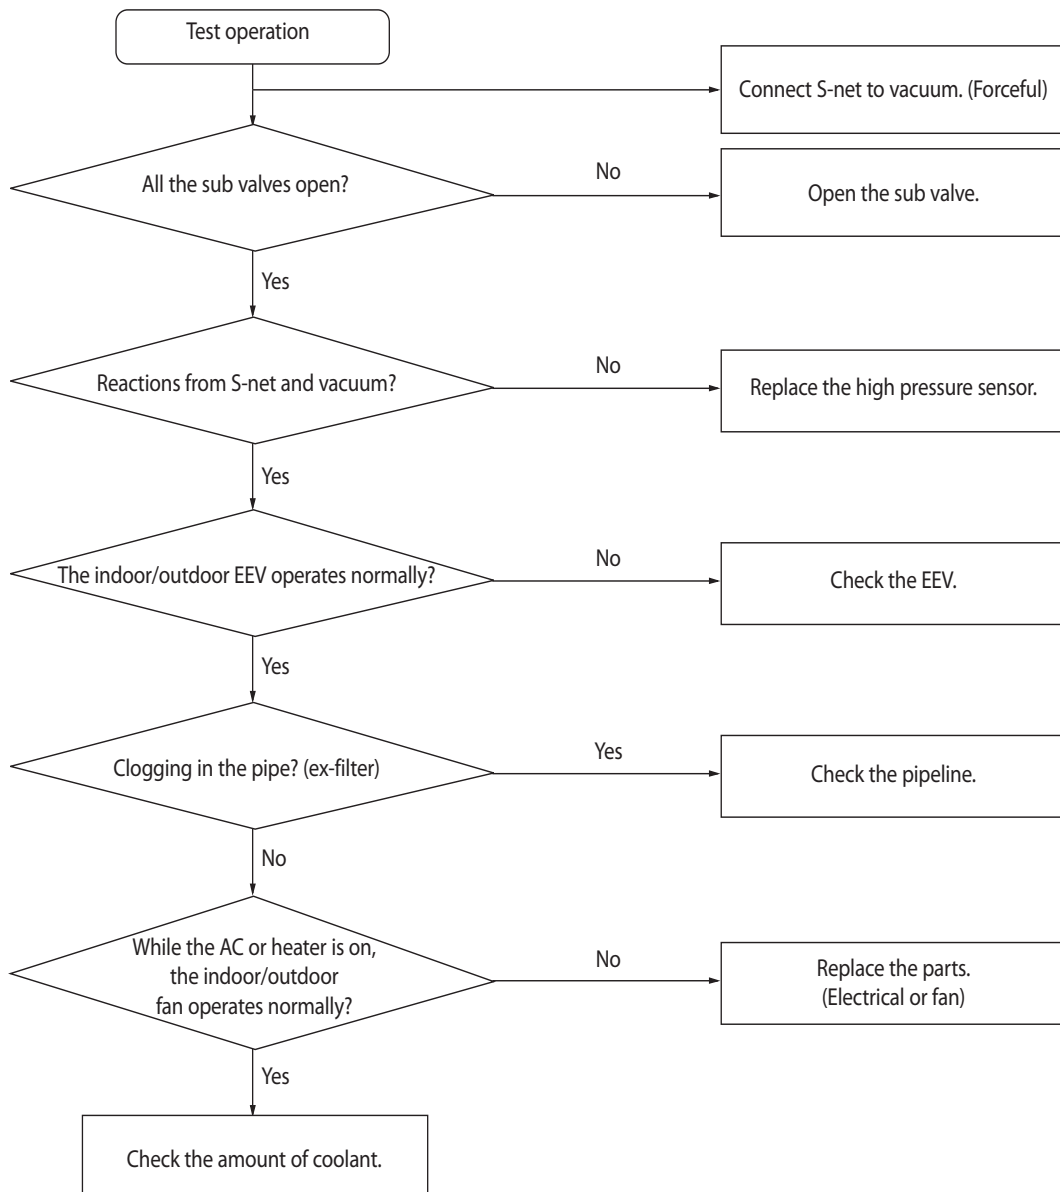 Test operation
Connect S-net to vacuum. (Forceful)
All the sub valves open?
No
Open the sub valve.
Yes
Reactions from S-net and vacuum?
No
Replace the high pressure sensor.
Yes
The indoor/outdoor EEV operates normally?
No
Check the EEV.
Yes
Clogging in the pipe? (ex-filter)
Yes
Check the pipeline.
No
While the AC or heater is on,
the indoor/outdoor
fan operates normally?
No
Replace the parts.
(Electrical or fan)
Yes
Check the amount of coolant.